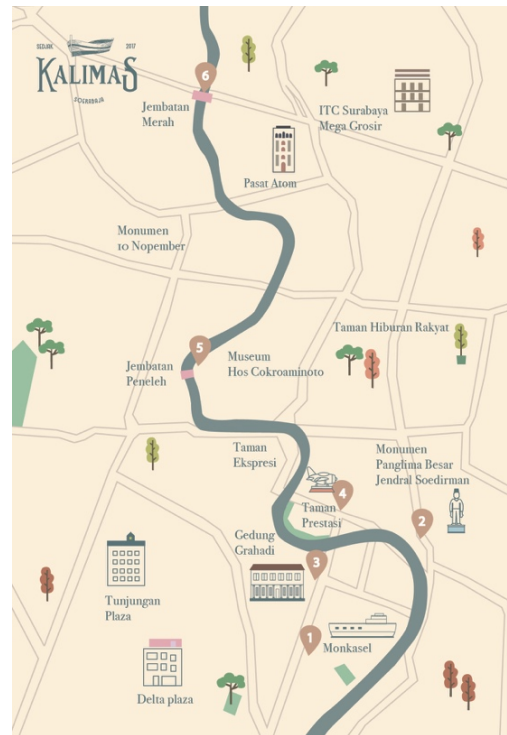 SEDJAK 2017
KALIMAS
SOERABAJA
6
Jembatan
Merah
ITC Surabaya
Mega Grosir
Pasat Atom
Monumen
10 Nopember
5
Jembatan
Peneleh
Museum
Hos Cokroaminoto
Taman Hiburan Rakyat
Taman
Ekspresi
Monumen
Panglima Besar
Jendral Soedirman
4
Taman
Prestasi
2
Gedung
Grahadi
3
Tunjungan
Plaza
1
Monkasel
Delta plaza